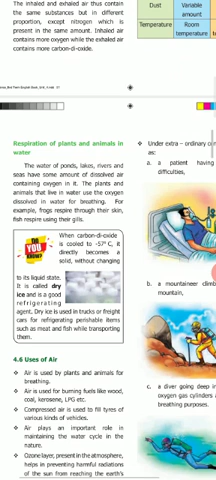 The inhaled and exhaled air thus contain
the same substances but in different
proportion, except nitrogen which is
present in the same amount. Inhaled air
contains more oxygen while the exhaled air
contains more carbon-di-oxide.
Dust
Variable
amount
Temperature
Room
temperature
Respiration of plants and animals in
water
The water of ponds, lakes, rivers and
seas have some amount of dissolved air
containing oxygen in it. The plants and
animals that live in water use the oxygen
dissolved in water for breathing. For
example, frogs respire through their skin,
fish respire using their gills.
DO
YOU
KNOW?
When carbon-di-oxide
is cooled to -57° C, it
directly becomes a
solid, without changing
to its liquid state.
It is called dry
ice and is a good
refrigerating
agent. Dry ice is used in trucks or freight
cars for refrigerating perishable items
such as meat and fish while transporting
them.
4.6 Uses of Air
Air is used by plants and animals for
breathing.
Air is used for burning fuels like wood,
coal, kerosene, LPG etc.
Compressed air is used to fill tyres of
various kinds of vehicles.
Air plays an important role in
maintaining the water cycle in the
nature.
Ozone layer, present in the atmosphere,
helps in preventing harmful radiations
of the sun from reaching the earth's
Under extra – ordinary
as:
a. a patient having
difficulties,
b. a mountaineer climb
mountain,
c. a diver going deep in
oxygen gas cylinders
breathing purposes.